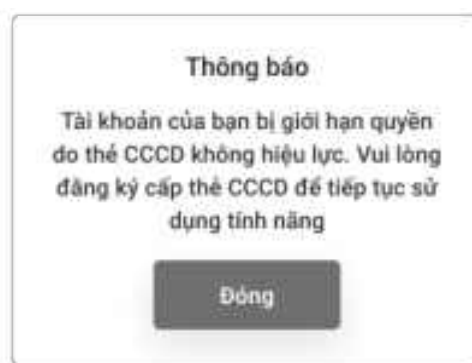 Thông báo
Tài khoản của bạn bị giới hạn quyền
do thẻ CCCD không hiệu lực. Vui lòng
đăng ký cấp thẻ CCCD để tiếp tục sử
dụng tính năng
Đóng